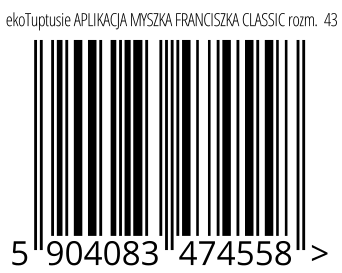 ekoTuptusie APLIKACJA MYSZKA FRANCISZKA CLASSIC rozm. 43
5 904083 474558 >